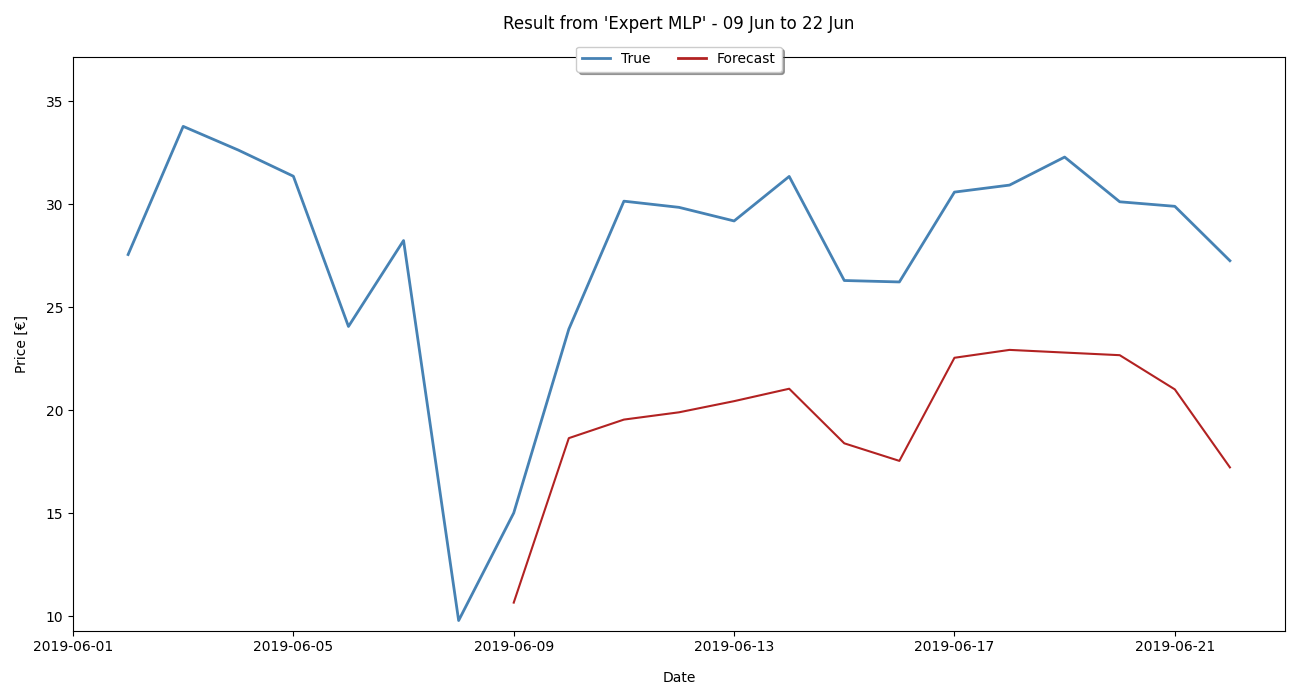 Result from 'Expert MLP' - 09 Jun to 22 Jun
True Forecast
35
30
25
20
15
10
Price [€]
2019-06-01 2019-06-05 2019-06-09 2019-06-13 2019-06-17 2019-06-21
Date